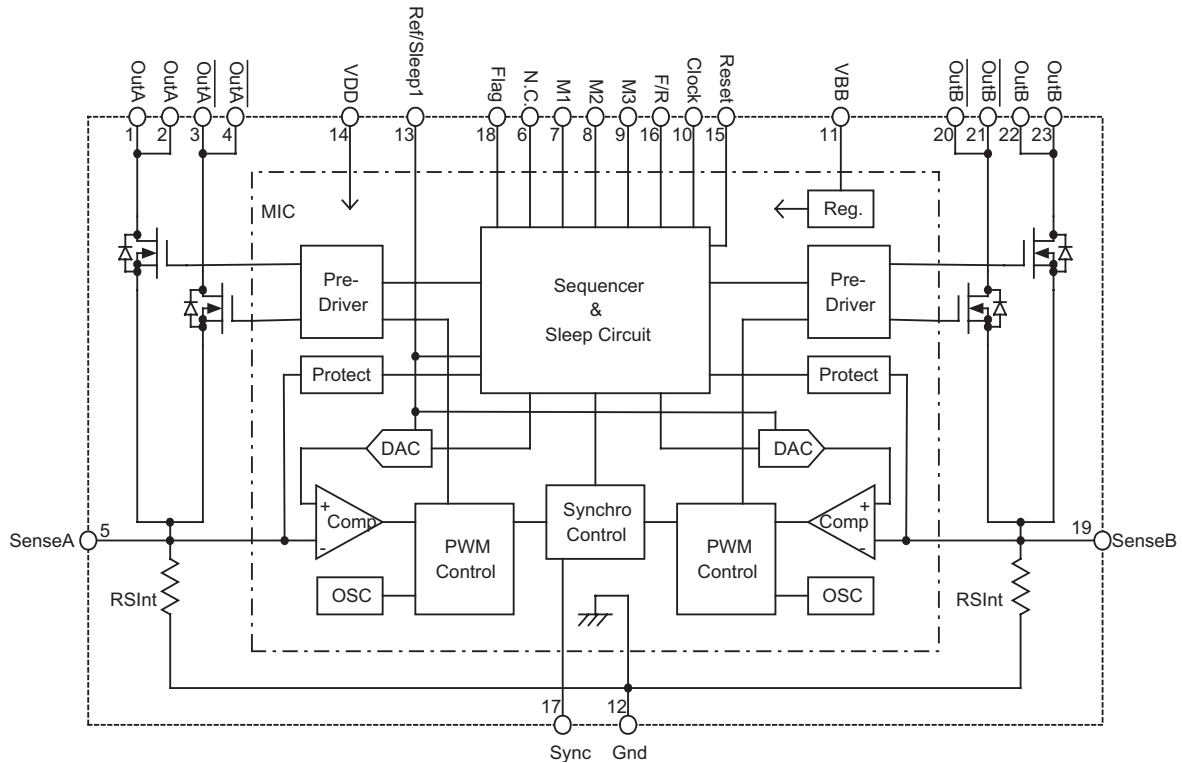 OutA
OutA
OutA
OutA
VDD
Ref/Sleep1
Flag
N.C.
M1
M2
M3
F/R
Clock
Reset
VBB
OutB
OutB
OutB
OutB
1
2
3
4
14
13
18
6
7
8
9
16
10
15
11
20
21
22
23
MIC
Reg.
Pre-
Driver
Sequencer
&
Sleep Circuit
Pre-
Driver
Protect
Protect
DAC
DAC
+
Comp
-
PWM
Control
Synchro
Control
PWM
Control
+
Comp
-
SenseA
5
19
SenseB
RSInt
OSC
OSC
RSInt
17
12
Sync
Gnd